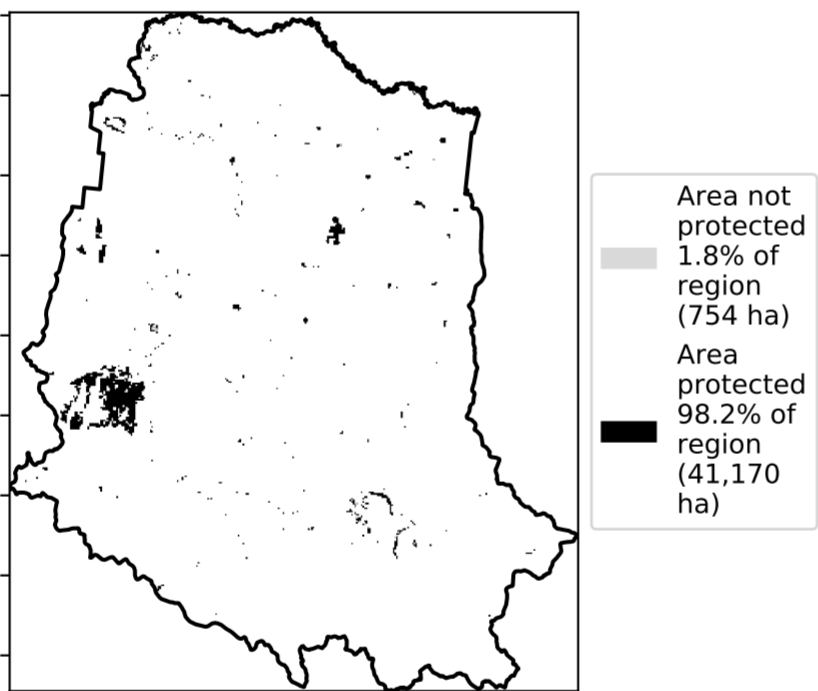 Area not
protected
1.8% of
region
(754 ha)
Area
protected
98.2% of
region
(41,170
ha)